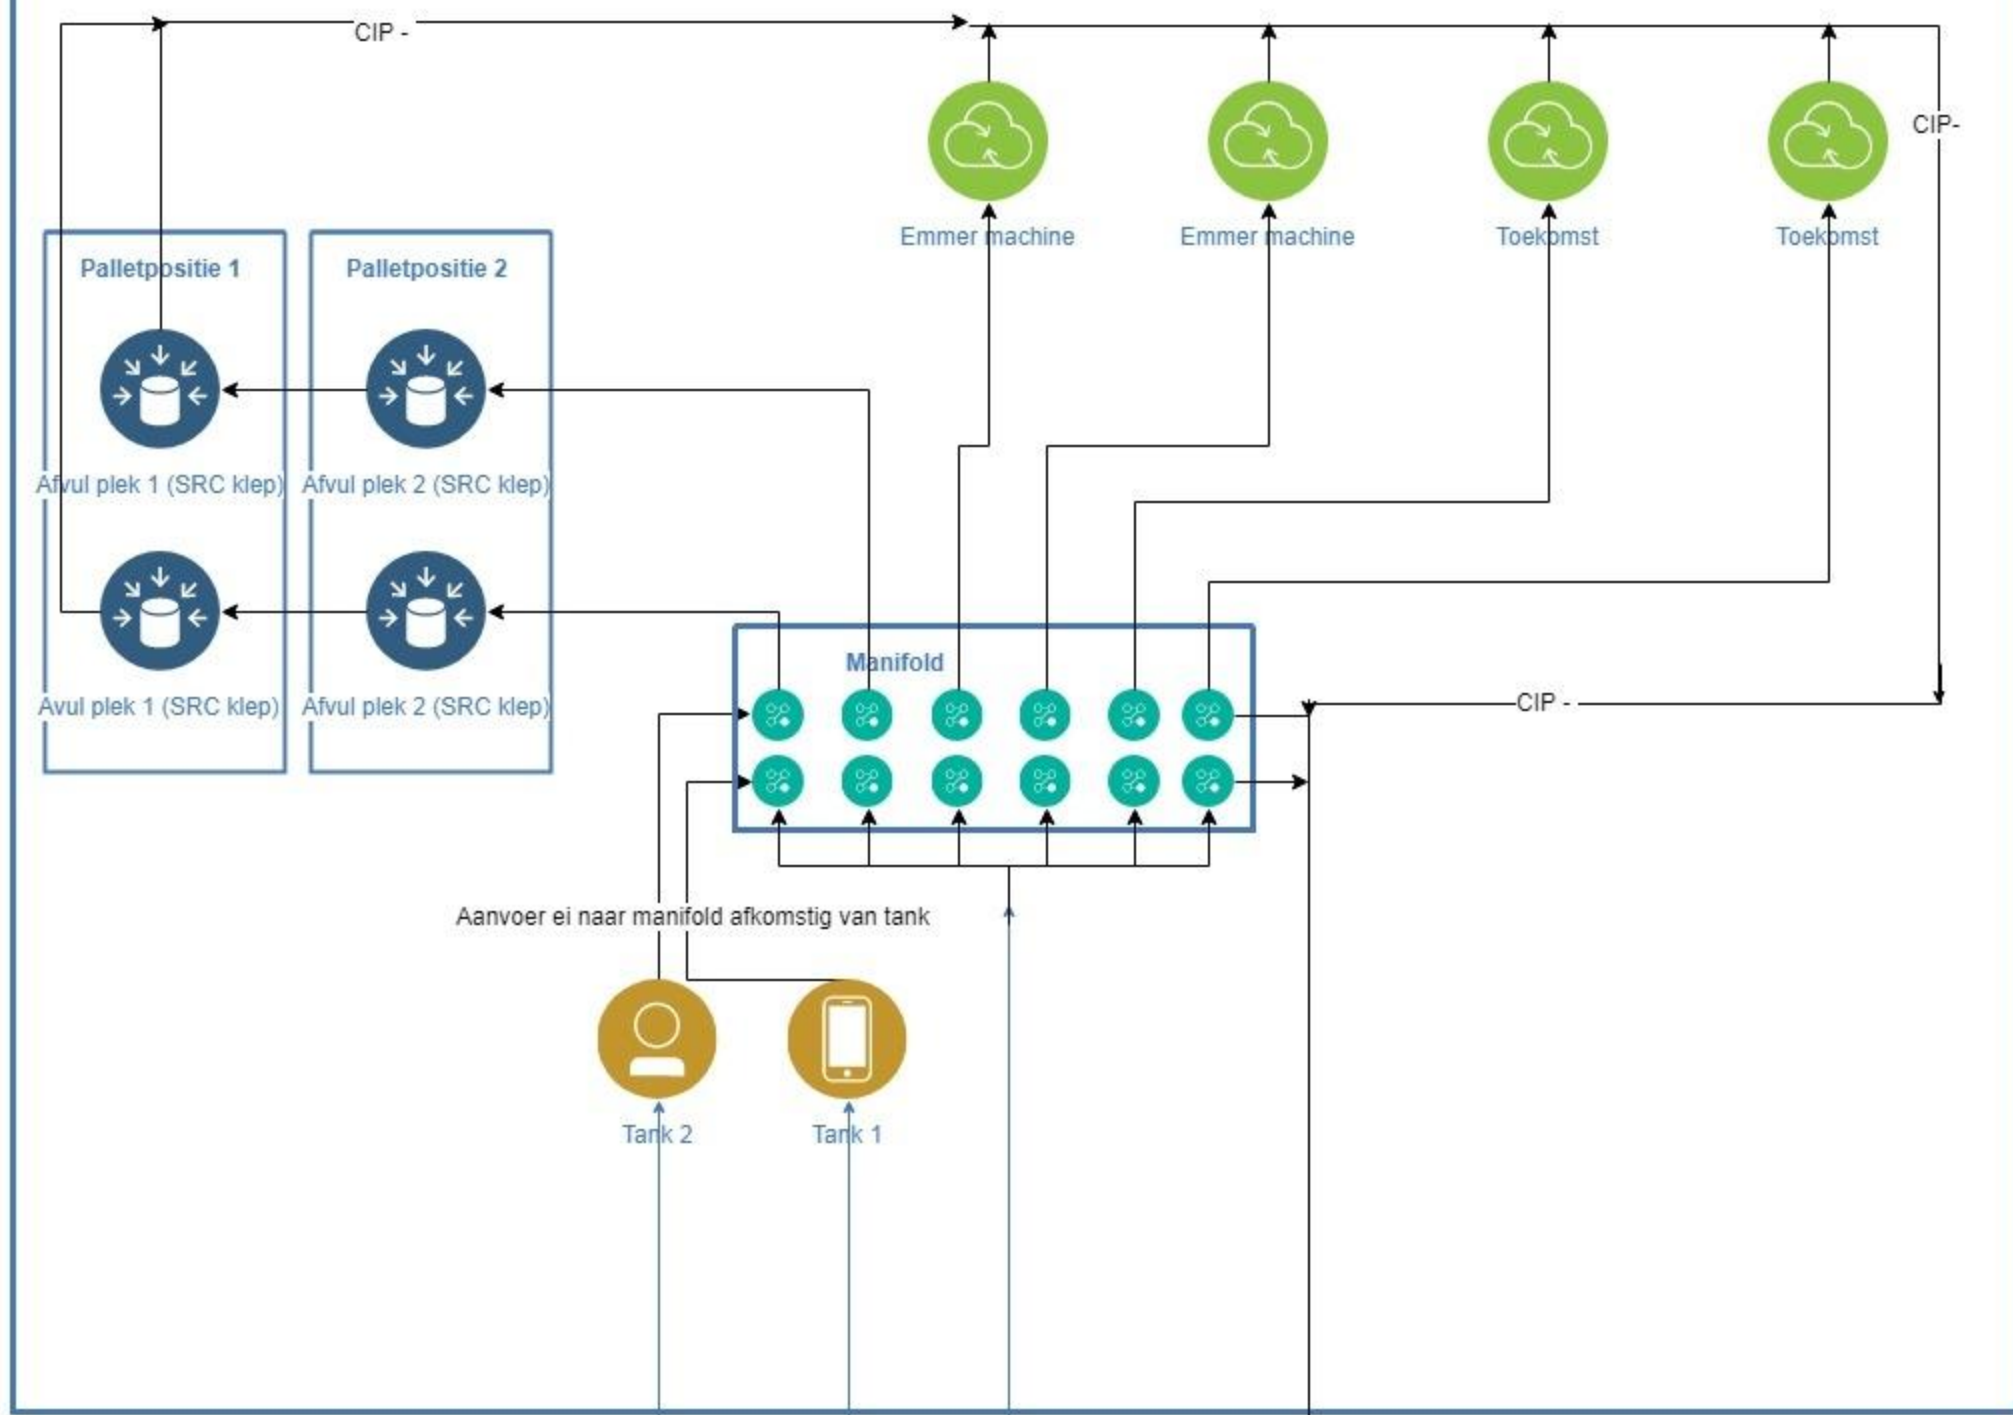 CIP -
CIP-
Emmer machine
Emmer machine
Toekomst
Toekomst
Palletpositie 1
Palletpositie 2
Afvul plek 1 (SRC klep)
Afvul plek 2 (SRC klep)
Manifold
Avul plek 1 (SRC klep)
Afvul plek 2 (SRC klep)
CIP -
Aanvoer ei naar manifold afkomstig van tank
Tank 2
Tank 1